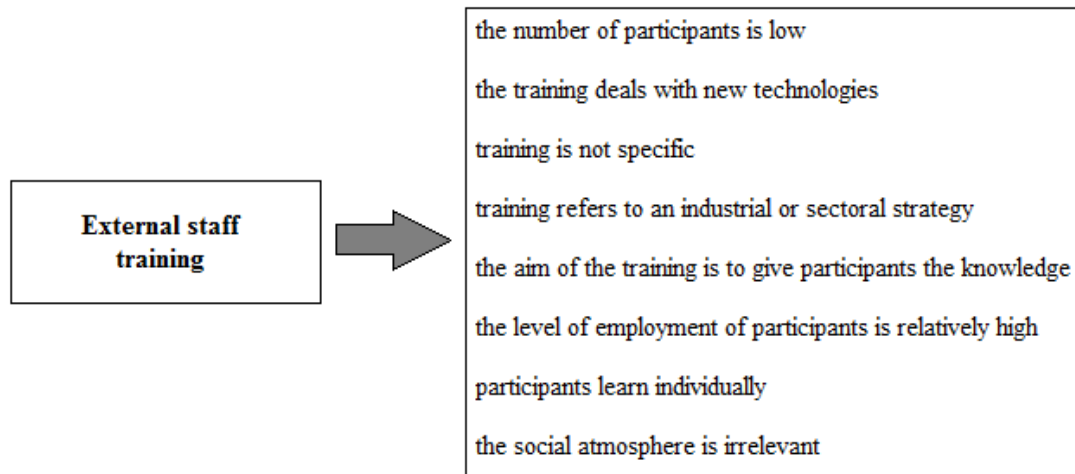 External staff
training
the number of participants is low
the training deals with new technologies
training is not specific
training refers to an industrial or sectoral strategy
the aim of the training is to give participants the knowledge
the level of employment of participants is relatively high
participants learn individually
the social atmosphere is irrelevant